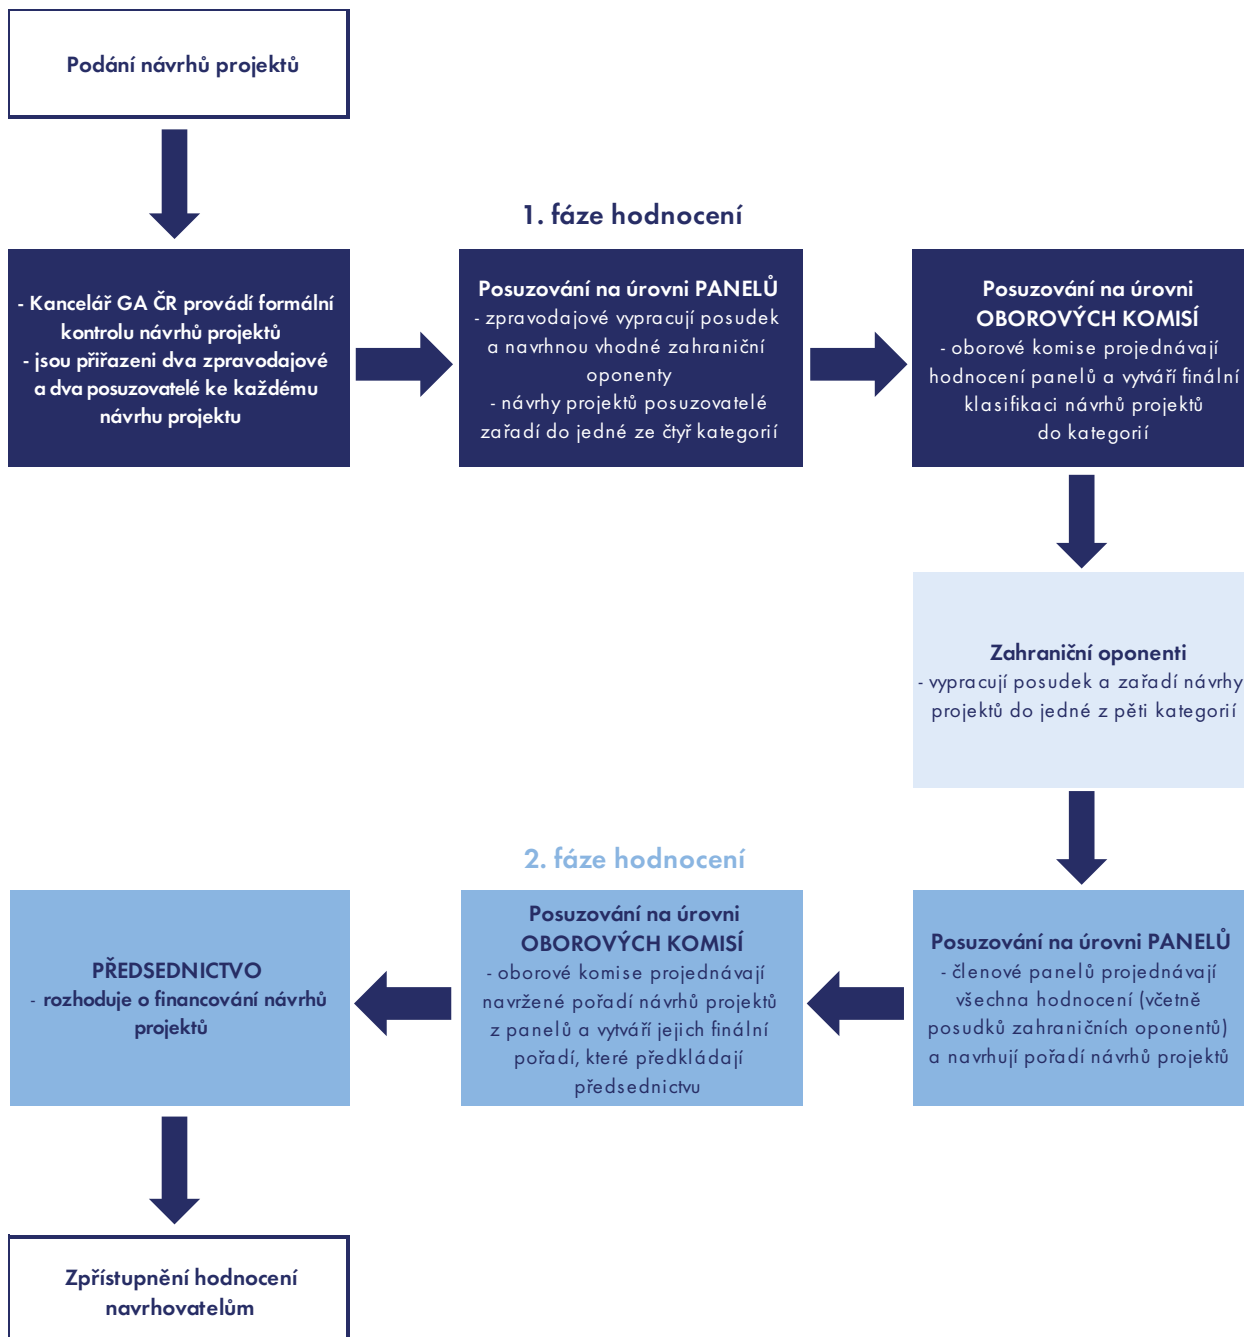 Podání návrhů projektů
1. fáze hodnocení
- Kancelář GA ČR provádí formální
kontrolu návrhů projektů
- jsou přiřazeni dva zpravodajové
a dva posuzovatelé ke každému
návrhu projektu
Posuzování na úrovni PANELŮ
- zpravodajové vypracují posudek
a navrhnou vhodné zahraniční
oponenty
- návrhy projektů posuzovatelé
zařadí do jedné ze čtyř kategorií
Posuzování na úrovni
OBOROVÝCH KOMISÍ
- oborové komise projednávají
hodnocení panelů a vytváří finální
klasifikaci návrhů projektů
do kategorií
Zahraniční oponenti
- vypracují posudek a zařadí návrhy
projektů do jedné z pěti kategorií
2. fáze hodnocení
Posuzování na úrovni PANELŮ
- členové panelů projednávají
všechna hodnocení (včetně
posudků zahraničních oponentů)
a navrhují pořadí návrhů projektů
Posuzování na úrovni
OBOROVÝCH KOMISÍ
- oborové komise projednávají
navržené pořadí návrhů projektů
z panelů a vytváří jejich finální
pořadí, které předkládají
předsednictvu
PŘEDSEDNICTVO
- rozhoduje o financování návrhů
projektů
Zpřístupnění hodnocení
navrhovatelům